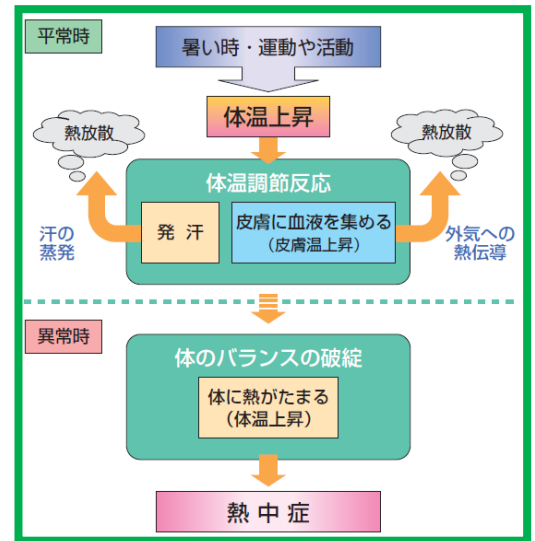 平常時
暑い時・運動や活動
体温上昇
熱放散
熱放散
体温調節反応
発汗
皮膚に血液を集める
(皮膚温上昇)
汗の
蒸発
外気への
熱伝導
異常時
体のバランスの破綻
体に熱がたまる
(体温上昇)
熱中症